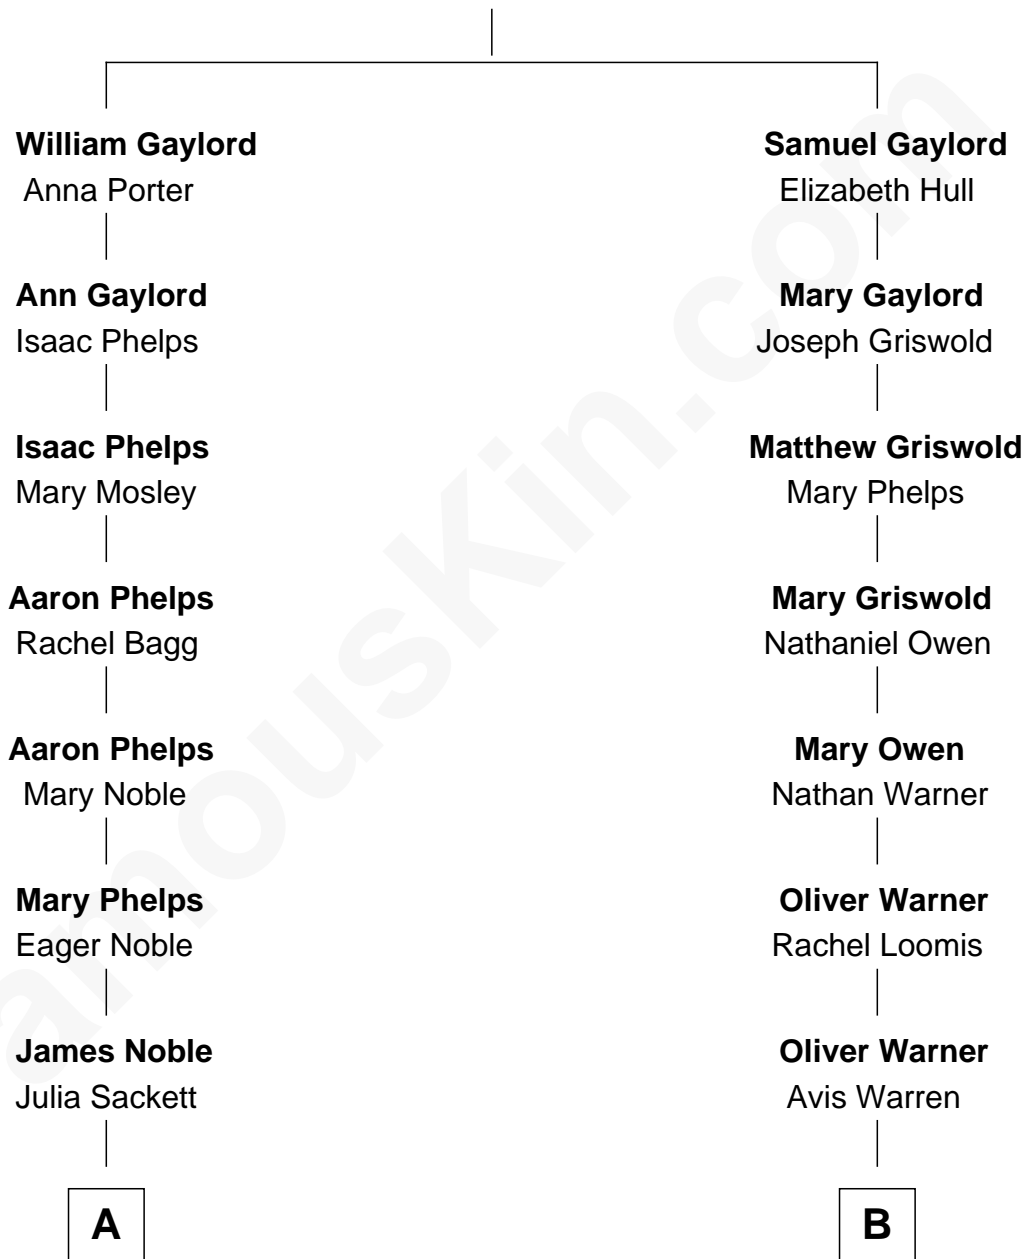 William Gaylord
Anna Porter
Samuel Gaylord
Elizabeth Hull
Ann Gaylord
Isaac Phelps
Mary Gaylord
Joseph Griswold
Isaac Phelps
Mary Mosley
Matthew Griswold
Mary Phelps
Aaron Phelps
Rachel Bagg
Mary Griswold
Nathaniel Owen
Aaron Phelps
Mary Noble
Mary Owen
Nathan Warner
Mary Phelps
Eager Noble
Oliver Warner
Rachel Loomis
James Noble
Julia Sackett
Oliver Warner
Avis Warren
A
B
amousKin.com